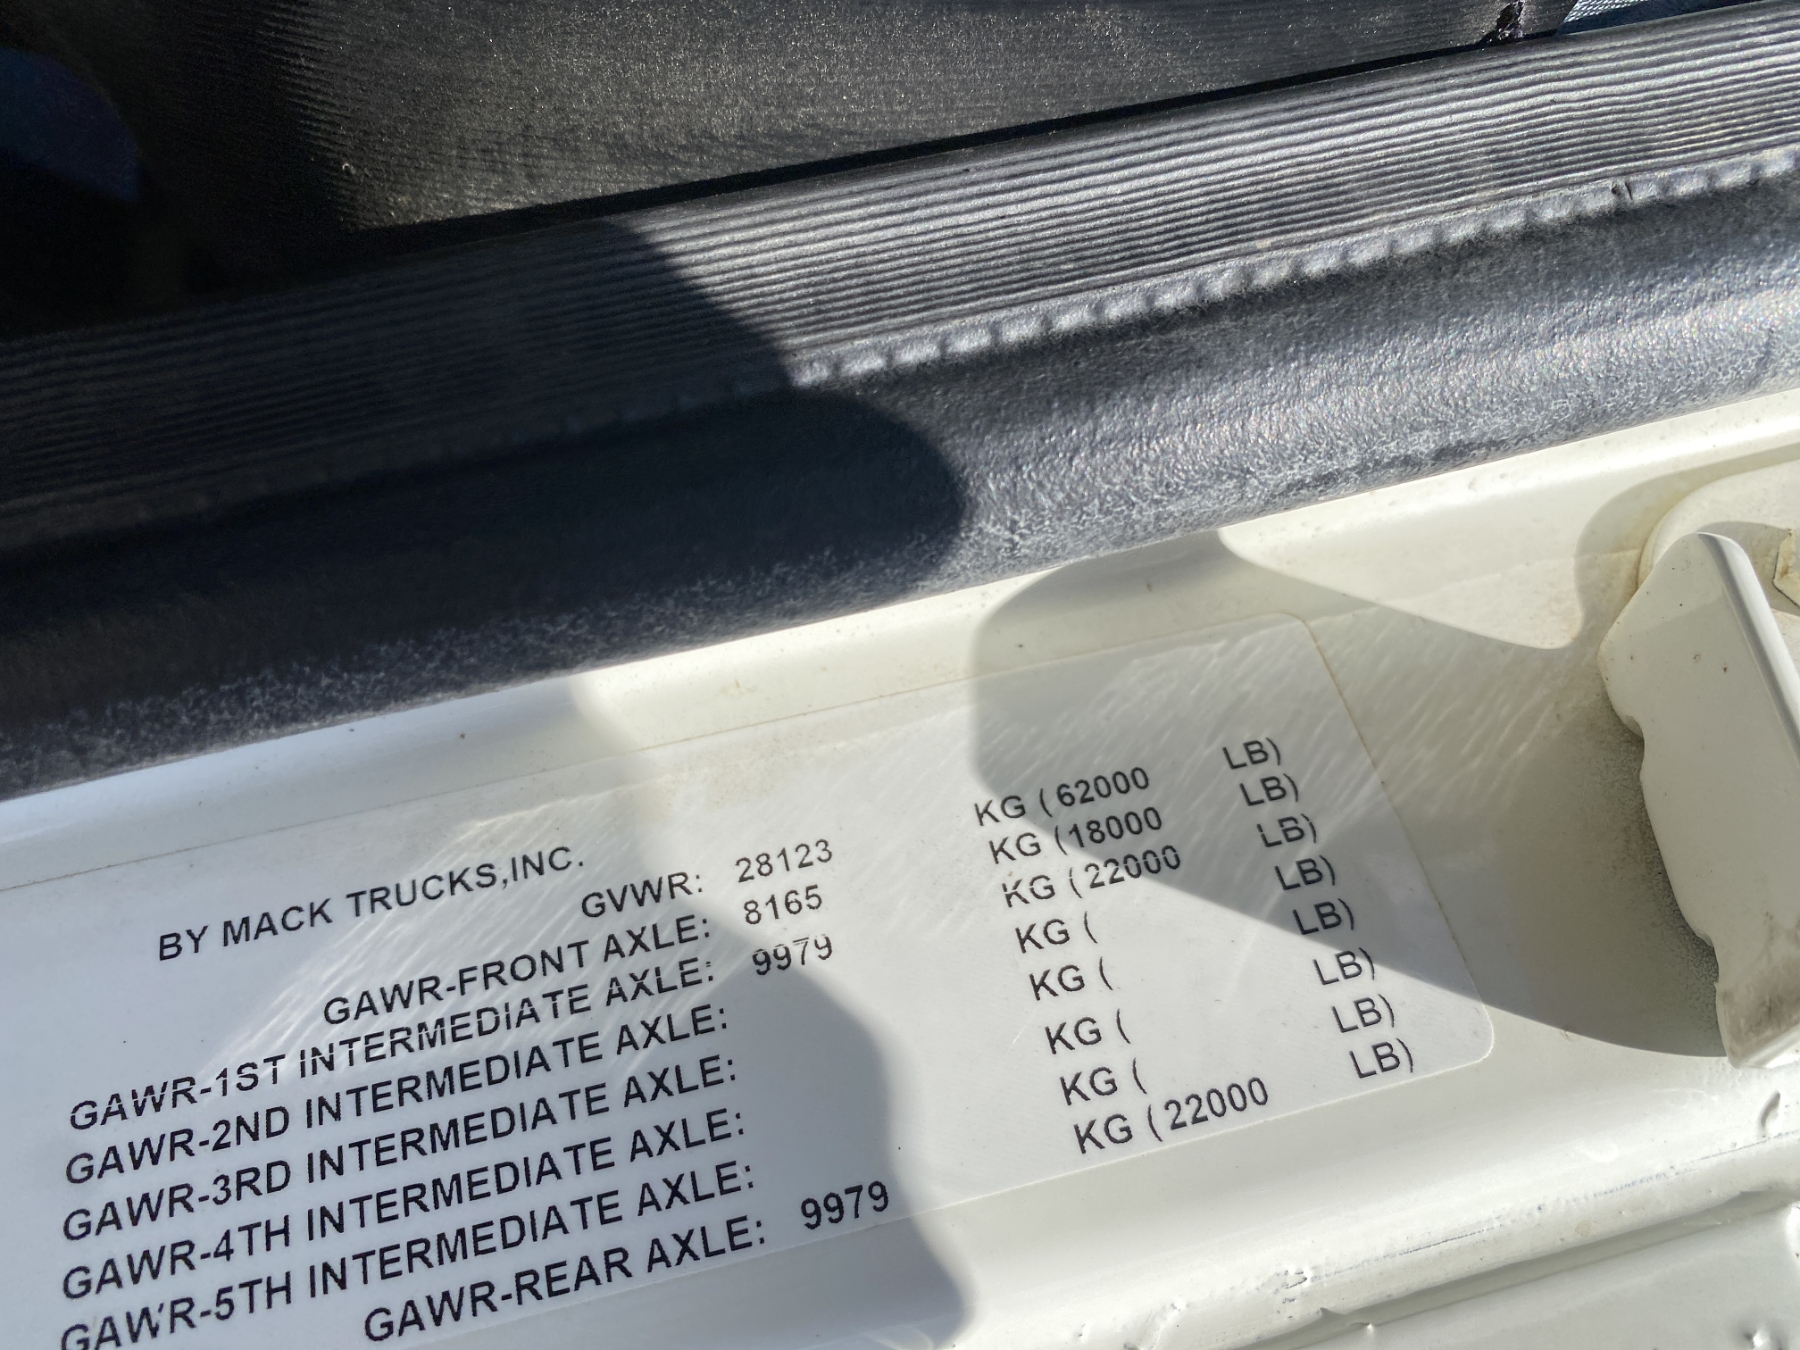 BY MACK TRUCKS,INC.
GVWR: 28123 KG (62000 LB)
GAWR-FRONT AXLE: 8165 KG (18000 LB)
GAWR-1ST INTERMEDIATE AXLE: 9979 KG (22000 LB)
GAWR-2ND INTERMEDIATE AXLE: KG ( LB)
GAWR-3RD INTERMEDIATE AXLE: KG ( LB)
GAWR-4TH INTERMEDIATE AXLE: KG ( LB)
GAWR-5TH INTERMEDIATE AXLE: KG ( LB)
GAWR-REAR AXLE: 9979 KG (22000 LB)